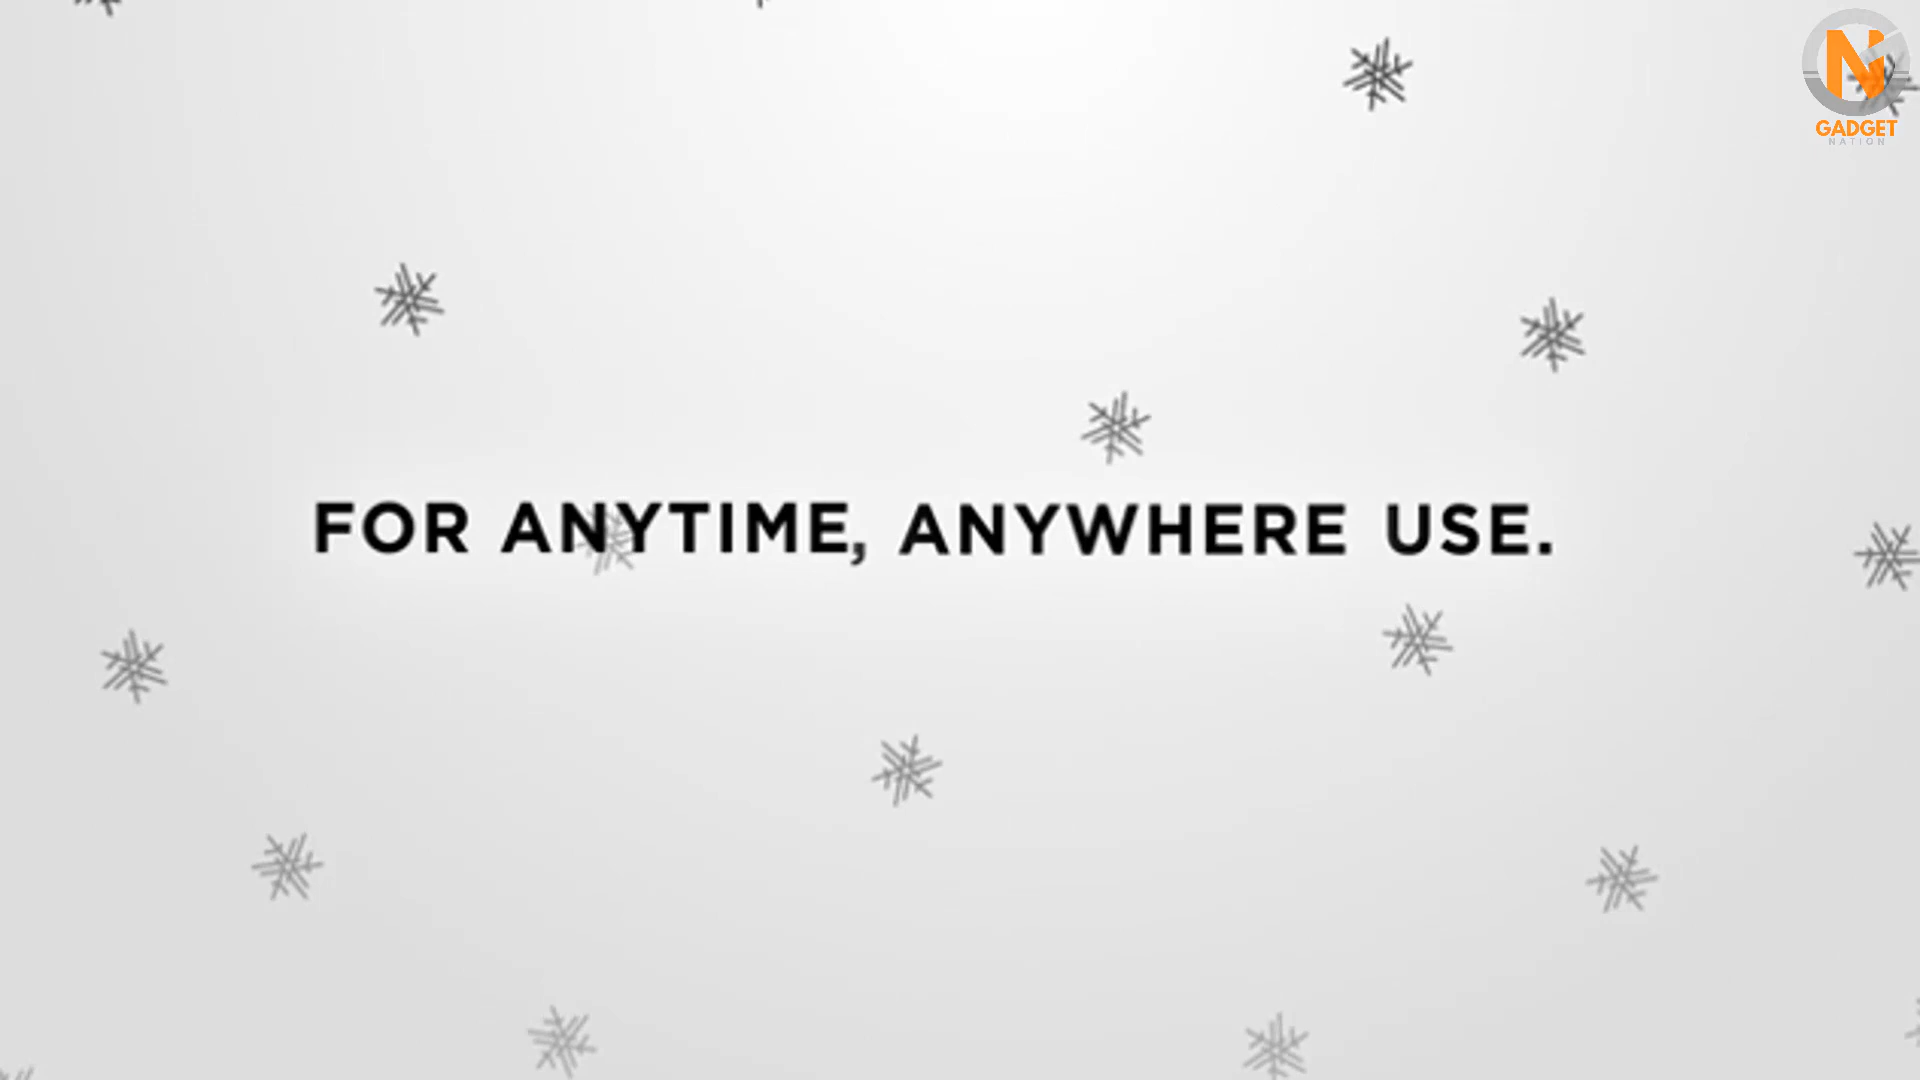 N
GADGET
NATION
FOR ANYTIME, ANYWHERE USE.